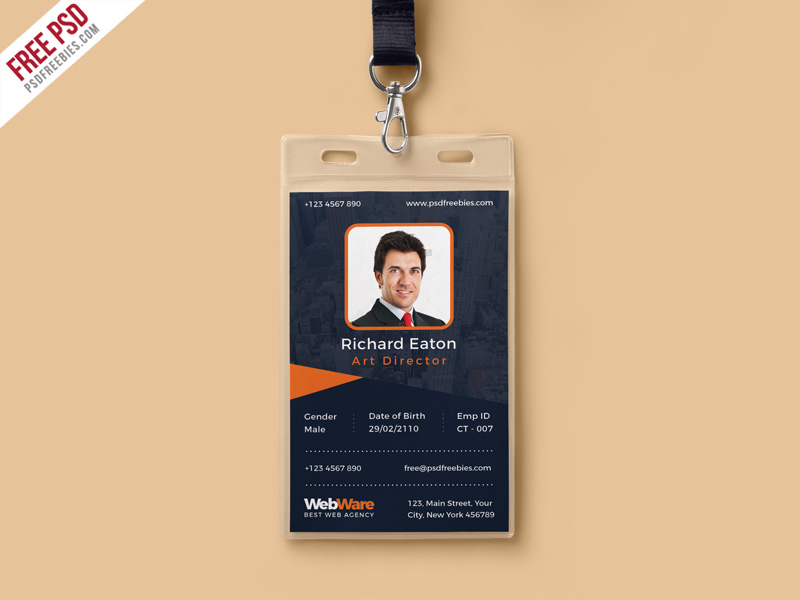 FREE PSD
PSDFREEBIES.COM
+123 4567 890 www.psdfreebies.com
Richard Eaton
Art Director
Gender Date of Birth Emp ID
Male 29/02/2110 CT - 007
+123 4567 890 free@psdfreebies.com
WebWare
BEST WEB AGENCY
123, Main Street, Your
City, New York 456789